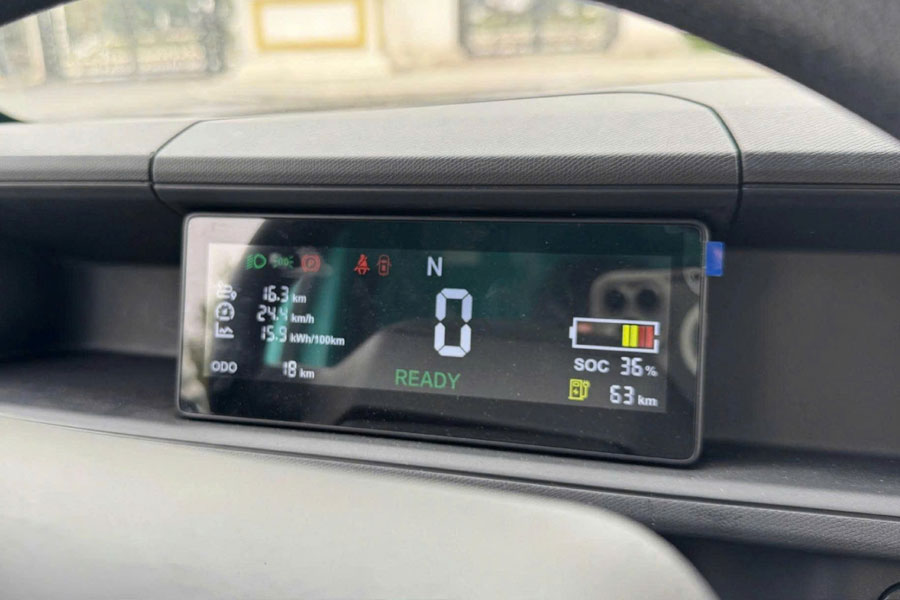 N
16.3 km
24.4 km/h
15.9 kWh/100km
ODO 18 km
0
READY
SOC 36 %
63 km